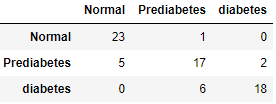 Normal Prediabetes diabetes
Normal 23 1 0
Prediabetes 5 17 2
diabetes 0 6 18